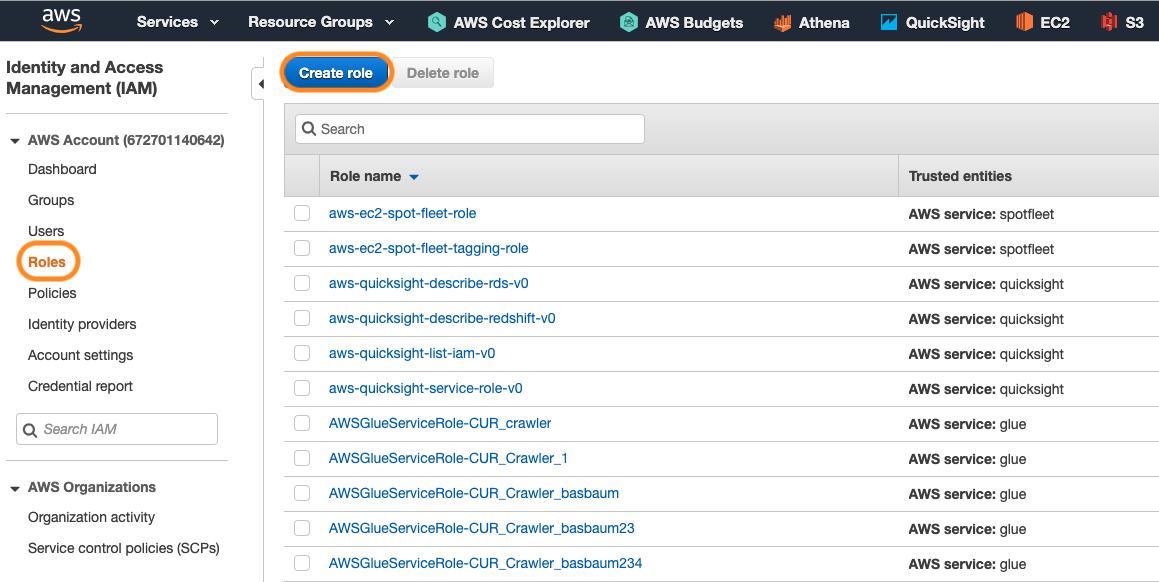 aws
Services
Resource Groups
AWS Cost Explorer
AWS Budgets
Athena
QuickSight
EC2
S3
Identity and Access
Management (IAM)
AWS Account (672701140642)
Dashboard
Groups
Users
Roles
Policies
Identity providers
Account settings
Credential report
Search IAM
AWS Organizations
Organization activity
Service control policies (SCPs)
Create role
Delete role
Search
Role name
Trusted entities
aws-ec2-spot-fleet-role
AWS service: spotfleet
aws-ec2-spot-fleet-tagging-role
AWS service: spotfleet
aws-quicksight-describe-rds-v0
AWS service: quicksight
aws-quicksight-describe-redshift-v0
AWS service: quicksight
aws-quicksight-list-iam-v0
AWS service: quicksight
aws-quicksight-service-role-v0
AWS service: quicksight
AWSGlueServiceRole-CUR_crawler
AWS service: glue
AWSGlueServiceRole-CUR_Crawler_1
AWS service: glue
AWSGlueServiceRole-CUR_Crawler_basbaum
AWS service: glue
AWSGlueServiceRole-CUR_Crawler_basbaum23
AWS service: glue
AWSGlueServiceRole-CUR_Crawler_basbaum234
AWS service: glue